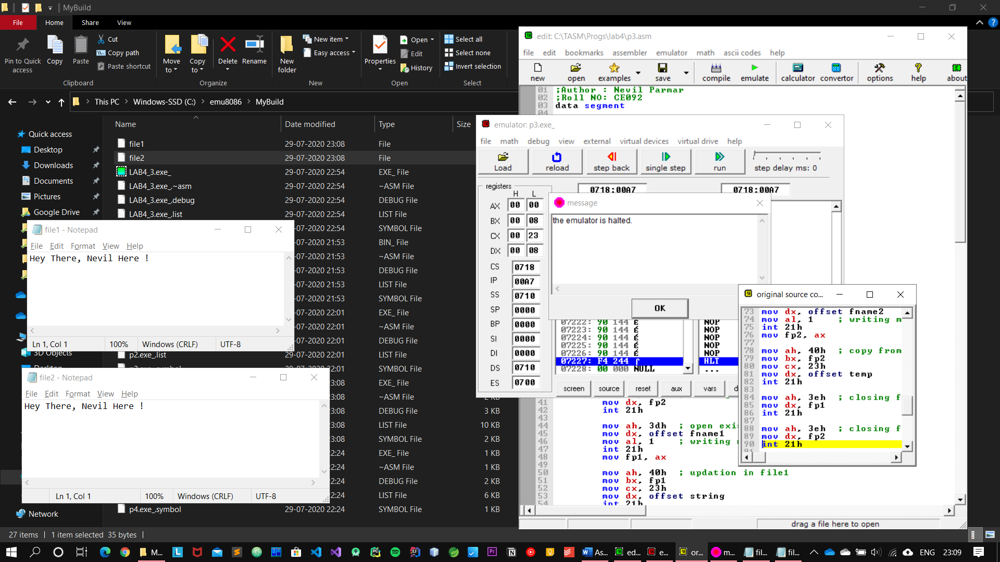 MyBuild
File Home Share View
Pin to Quick access
Copy
Paste
Cut
Copy path
Paste shortcut
Clipboard
Move to
Copy to
Delete
Rename
Organize
New folder
New item
Easy access
New
Properties
Open
Edit
History
Open
Select all
Select none
Invert selection
Select
This PC > Windows-SSD (C:) > emu8086 > MyBuild
Name Date modified Type Size
Quick access
Desktop
Downloads
Documents
Pictures
Google Drive
3D Objects
Network
file1 29-07-2020 23:08 File
file2 29-07-2020 23:08 File
LAB4_3.exe_ 29-07-2020 22:54 EXE_ File
LAB4_3.exe_.~asm 29-07-2020 22:54 ~ASM File
LAB4_3.exe_.debug 29-07-2020 22:54 DEBUG File
LAB4_3.exe_.list 29-07-2020 22:54 LIST File
-07-2020 22:54 SYMBOL File
-07-2020 21:53 BIN_ File
-07-2020 21:53 ~ASM File
-07-2020 21:53 DEBUG File
-07-2020 21:53 LIST File
-07-2020 21:53 SYMBOL File
-07-2020 22:01 EXE_ File
-07-2020 22:01 ~ASM File
-07-2020 22:01 DEBUG File
p2.exe_.list 29-07-2020 22:01 LIST File
22:01 SYMBOL File
23:08 EXE_ File
23:08 ~ASM File 2 KB
23:08 DEBUG File 3 KB
23:08 LIST File 10 KB
23:08 SYMBOL File 2 KB
22:24 EXE_ File 1 KB
22:24 ~ASM File 1 KB
22:24 DEBUG File 2 KB
22:24 LIST File 6 KB
p4.exe_.symbol 29-07-2020 22:24 SYMBOL File 1 KB
27 items 1 item selected 35 bytes
file1 - Notepad
File Edit Format View Help
Hey There, Nevil Here !
Ln 1, Col 1 100% Windows (CRLF) UTF-8
file2 - Notepad
File Edit Format View Help
Hey There, Nevil Here !
Ln 1, Col 1 100% Windows (CRLF) UTF-8
edit: C:\TASM\Progs\lab4\p3.asm
file edit bookmarks assembler emulator math ascii codes help
new open examples save compile emulate calculator convertor options help about
01 ;Author : Nevil Parmar
02 ;Roll NO: CE092
03 data segment
04
emulator: p3.exe_
file math debug view external virtual devices virtual drive help
Load reload step back single step run step delay ms: 0
registers 0718:00A7 0718:00A7
H L
AX 00 00
BX 00 08
CX 00 23
DX 00 08
CS 0718
IP 00A7
SS 0710
SP 0000
BP 0000
SI 0000
DI 0000
DS 0710
ES 0700
message
the emulator is halted.
OK
07222: 90 144 É NOP
07223: 90 144 É NOP
07224: 90 144 É NOP
07225: 90 144 É NOP
07226: 90 144 É NOP
07227: F4 244 ⌠ HLT
07228: 00 000 NULL ...
screen source reset aux vars d
41 mov dx, fp2
42 int 21h
43
44 mov ah, 3dh ; open exi
45 mov dx, offset fname1
46 mov al, 1 ; writing
47 int 21h
48 mov fp1, ax
49
50 mov ah, 40h ; updation in file1
51 mov bx, fp1
52 mov cx, 23h
53 mov dx, offset string
54 int 21h
drag a file here to open
original source co...
73 mov dx, offset fname2
74 mov al, 1 ; writing m
75 int 21h
76 mov fp2, ax
77
78 mov ah, 40h ; copy from
79 mov bx, fp2
80 mov cx, 23h
81 mov dx, offset temp
82 int 21h
83
84 mov ah, 3eh ; closing f
85 mov dx, fp1
86 int 21h
87
88 mov ah, 3eh ; closing f
89 mov dx, fp2
90 int 21h
M... As... ed... e... or... m... fil... fil... ENG 23:09